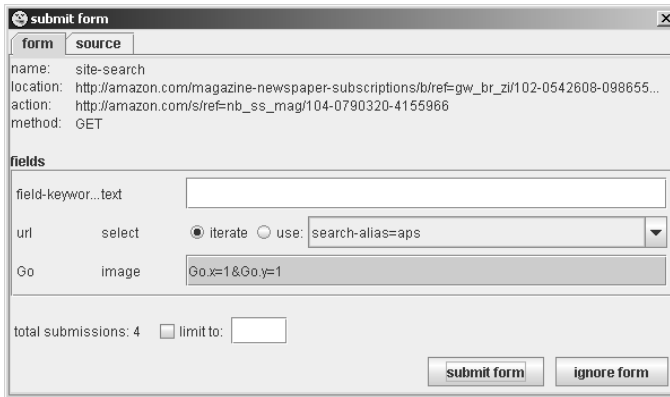 submit form
form source
name: site-search
location: http://amazon.com/magazine-newspaper-subscriptions/b/ref=gw_br_zi/102-0542608-098655...
action: http://amazon.com/s/ref=nb_ss_mag/104-0790320-4155966
method: GET
fields
field-keywor...text
url select iterate use: search-alias=aps
Go image Go.x=1&Go.y=1
total submissions: 4 limit to:
submit form ignore form